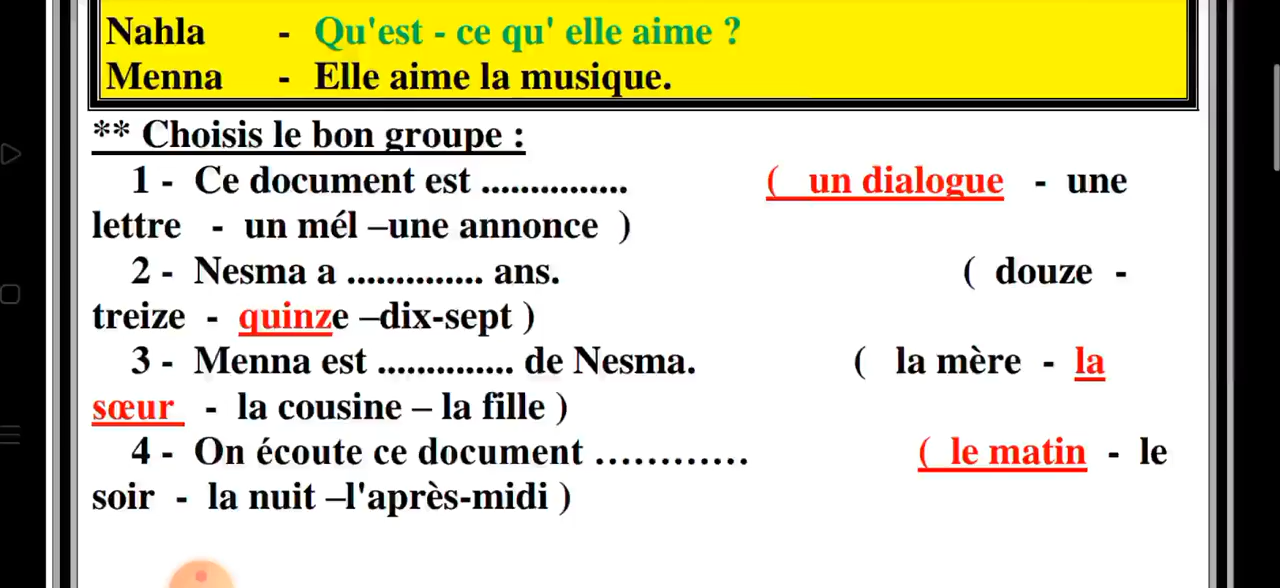 Nahla - Qu'est - ce qu' elle aime ?
Menna - Elle aime la musique.
** Choisis le bon groupe :
1 - Ce document est ............... ( un dialogue - une
lettre - un mél –une annonce )
2 - Nesma a .............. ans. ( douze -
treize - quinze –dix-sept )
3 - Menna est .............. de Nesma. ( la mère - la
sœur - la cousine – la fille )
4 - On écoute ce document ………… ( le matin - le
soir - la nuit –l'après-midi )